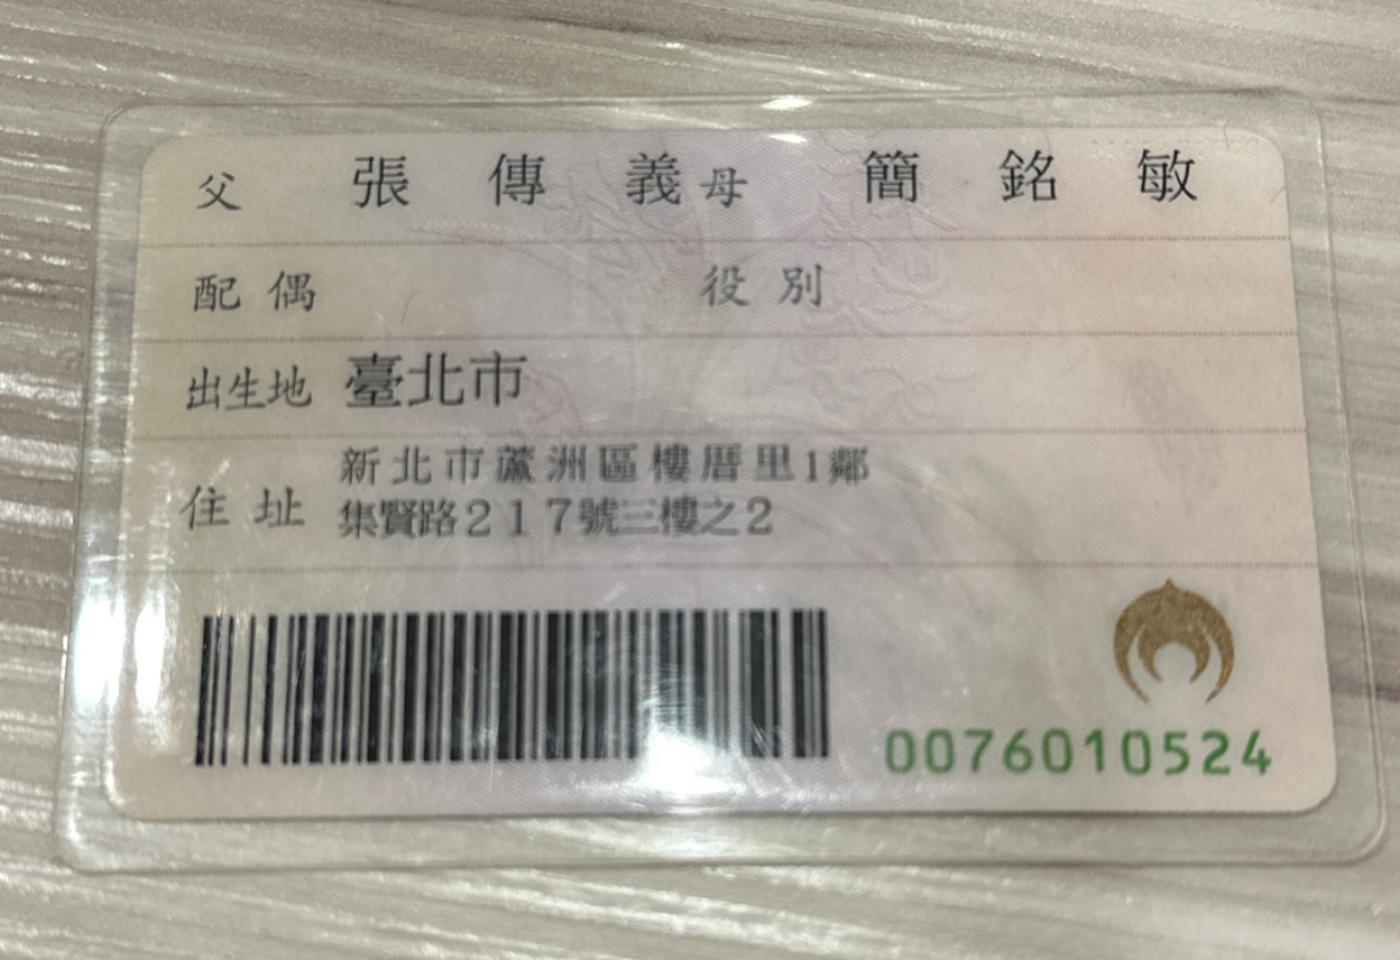 父 張傳義 母 簡銘敏
配偶 役別
出生地 臺北市
住址 新北市蘆洲區樓厝里1鄰
集賢路217號三樓之2
0076010524